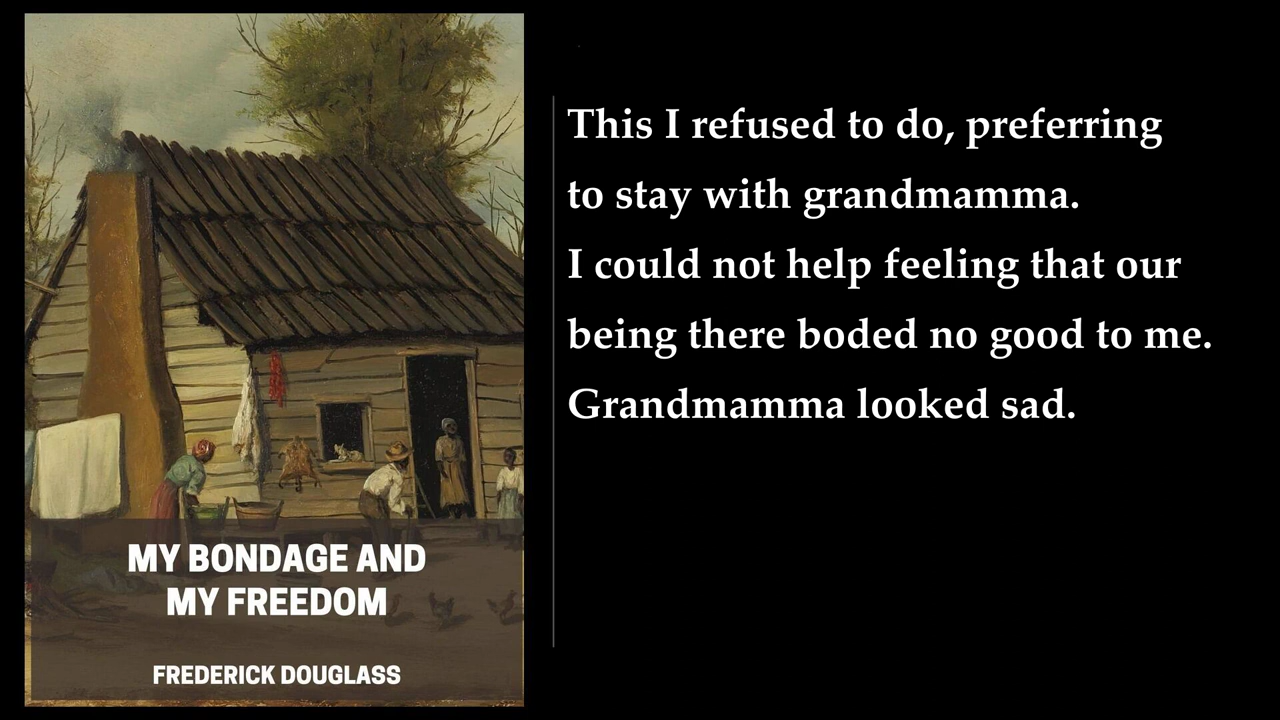 This I refused to do, preferring
to stay with grandmamma.
I could not help feeling that our
being there boded no good to me.
Grandmamma looked sad.
MY BONDAGE AND
MY FREEDOM
FREDERICK DOUGLASS